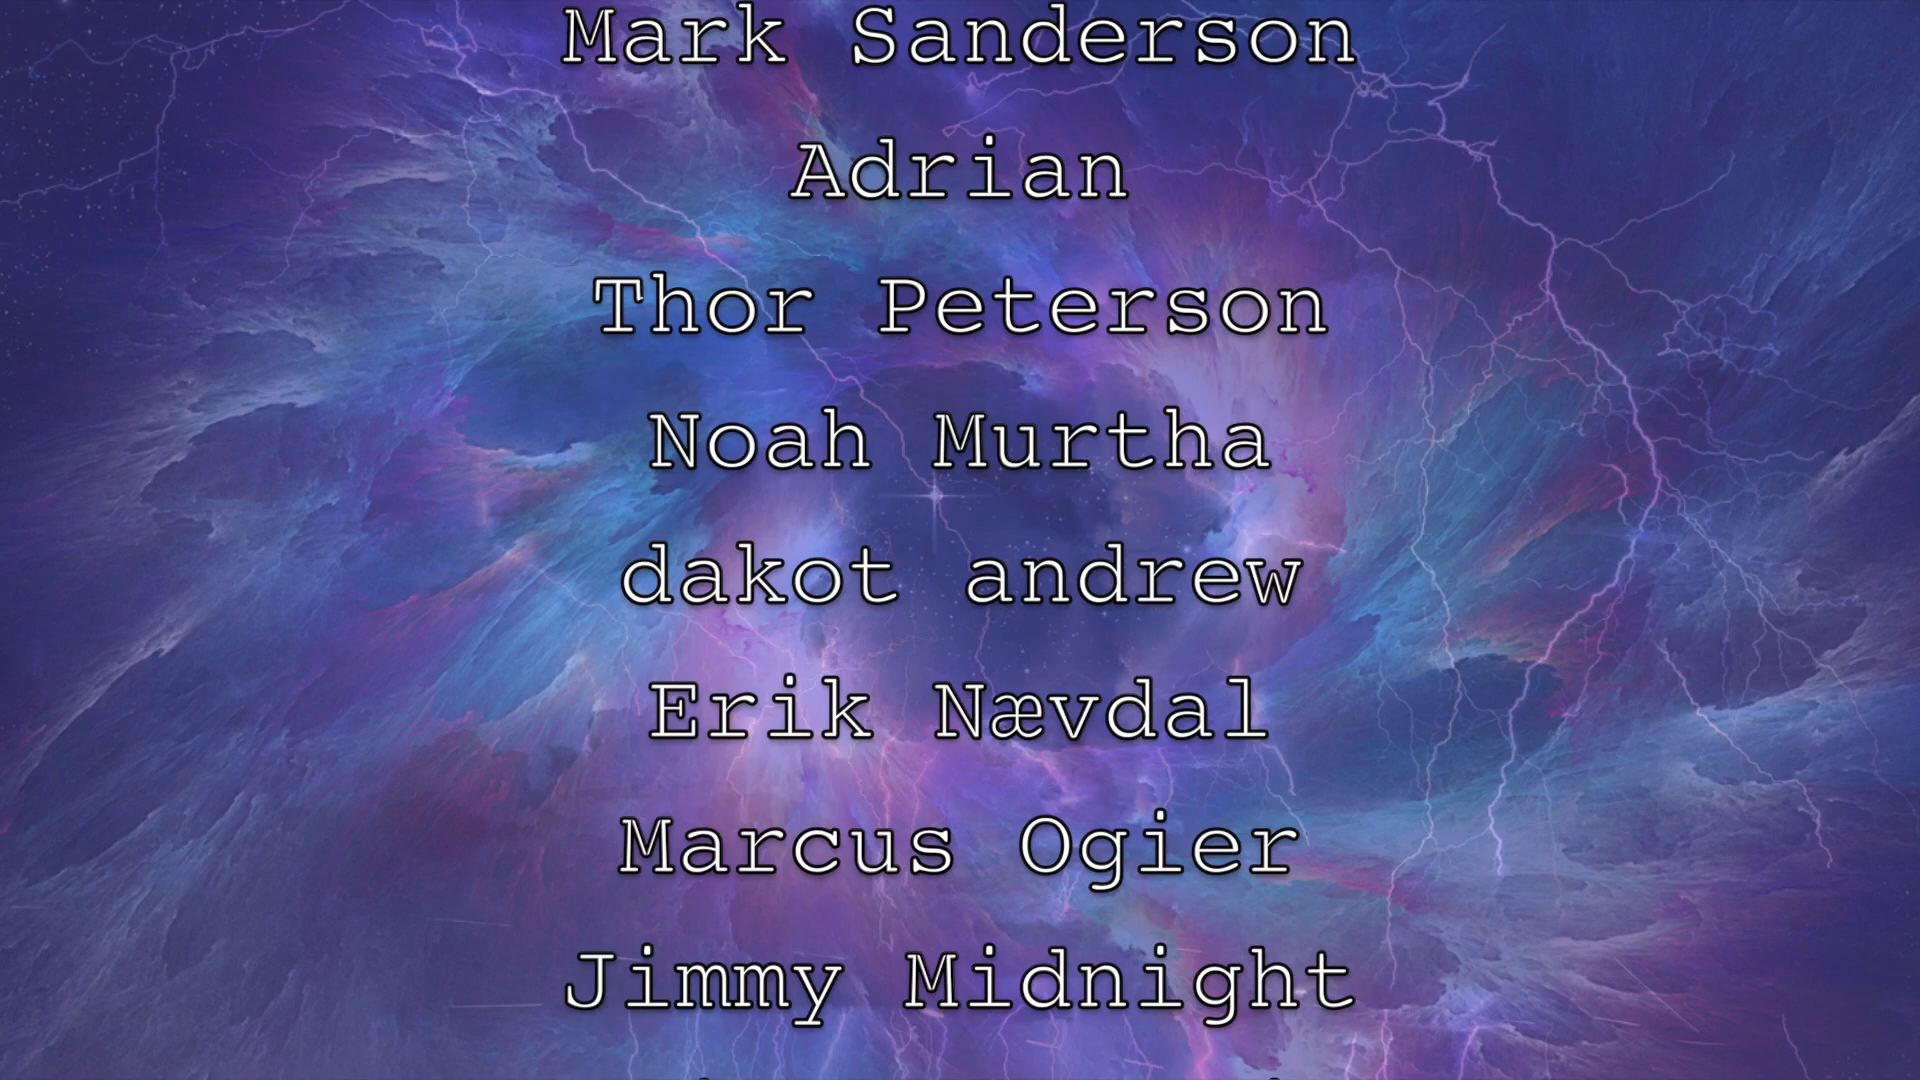 Mark Sanderson
Adrian
Thor Peterson
Noah Murtha
dakot andrew
Erik Nævdal
Marcus Ogier
Jimmy Midnight